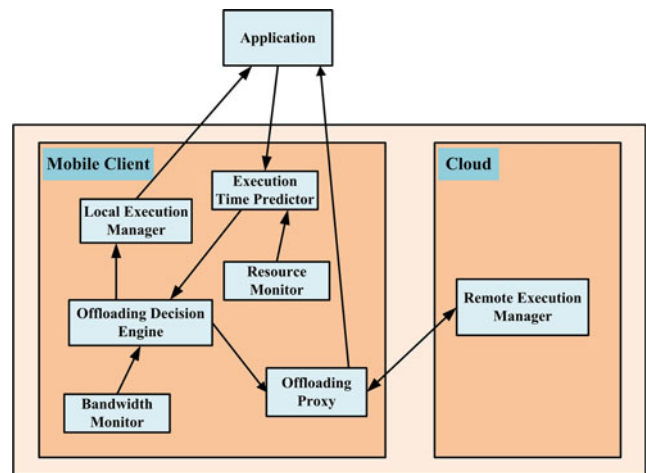 Application
Mobile Client
Cloud
Execution
Time Predictor
Local Execution
Manager
Resource
Monitor
Offloading Decision
Engine
Remote Execution
Manager
Offloading
Proxy
Bandwidth
Monitor